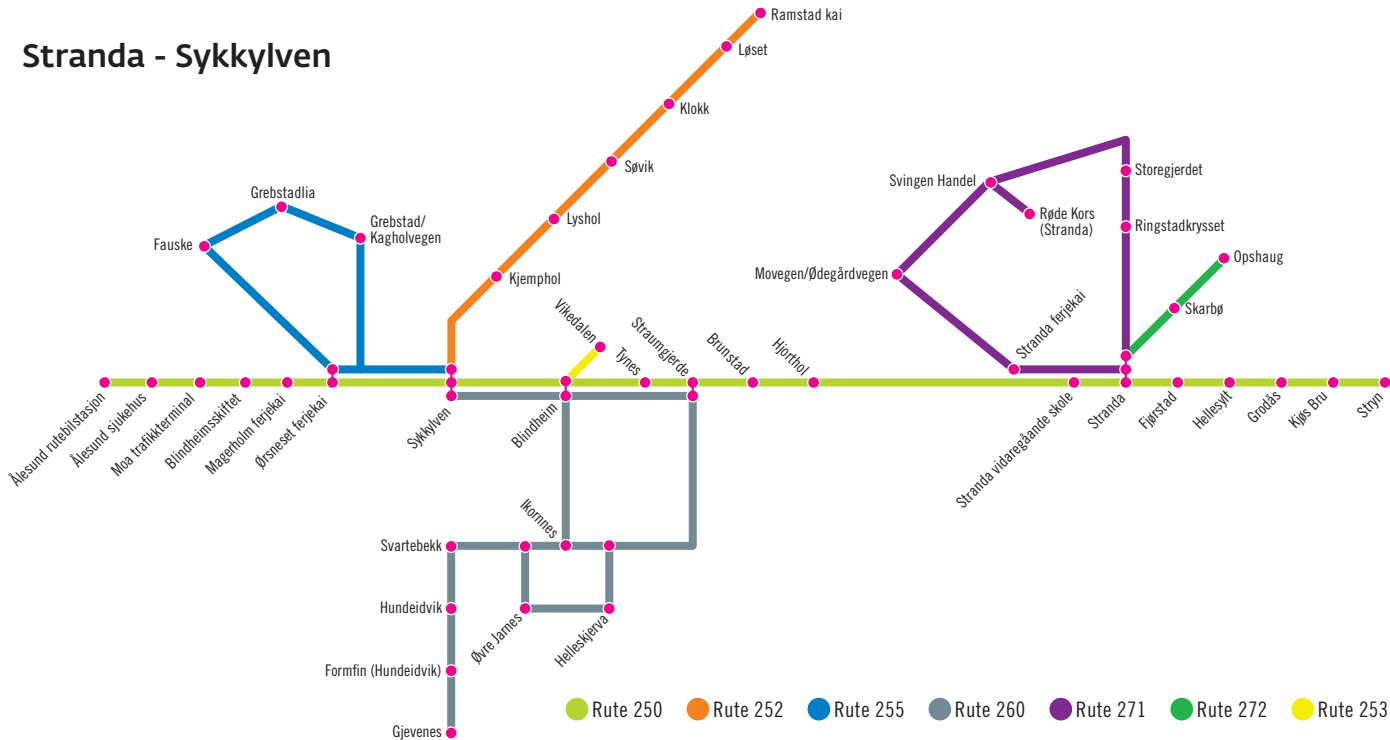 Stranda - Sykkylven
Ramstad kai
Løset
Klokk
Søvik
Lyshol
Kjemphol
Grebstadlia
Grebstad/
Kagholvegen
Fauske
Svingen Handel
Storegjerdet
Røde Kors
(Stranda)
Ringstadkrysset
Opshaug
Movegen/Ødegårdvegen
Skarbø
Stranda ferjekai
Vikedalen
Tynes
Straumgjerde
Brunstad
Hjorthol
Ålesund rutebilstasjon
Ålesund sjukehus
Moa trafikkterminal
Blindheimsskiftet
Magerholm ferjekai
Ørsneset ferjekai
Sykkylven
Blindheim
Stranda vidaregåande skole
Stranda
Fjørstad
Hellesylt
Grodås
Kjøs Bru
Stryn
Ikornnes
Svartebekk
Hundeidvik
Øvre Jarnes
Helleskjerva
Formfin (Hundeidvik)
Gjevenes
Rute 250
Rute 252
Rute 255
Rute 260
Rute 271
Rute 272
Rute 253